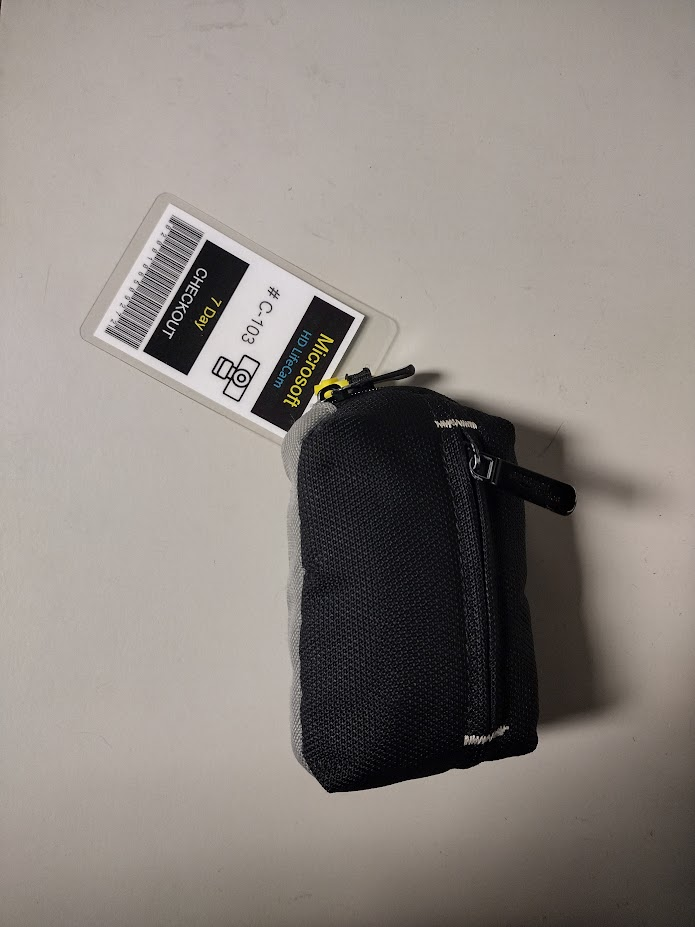 Microsoft
HD LifeCam
# C-103
7 Day
CHECKOUT